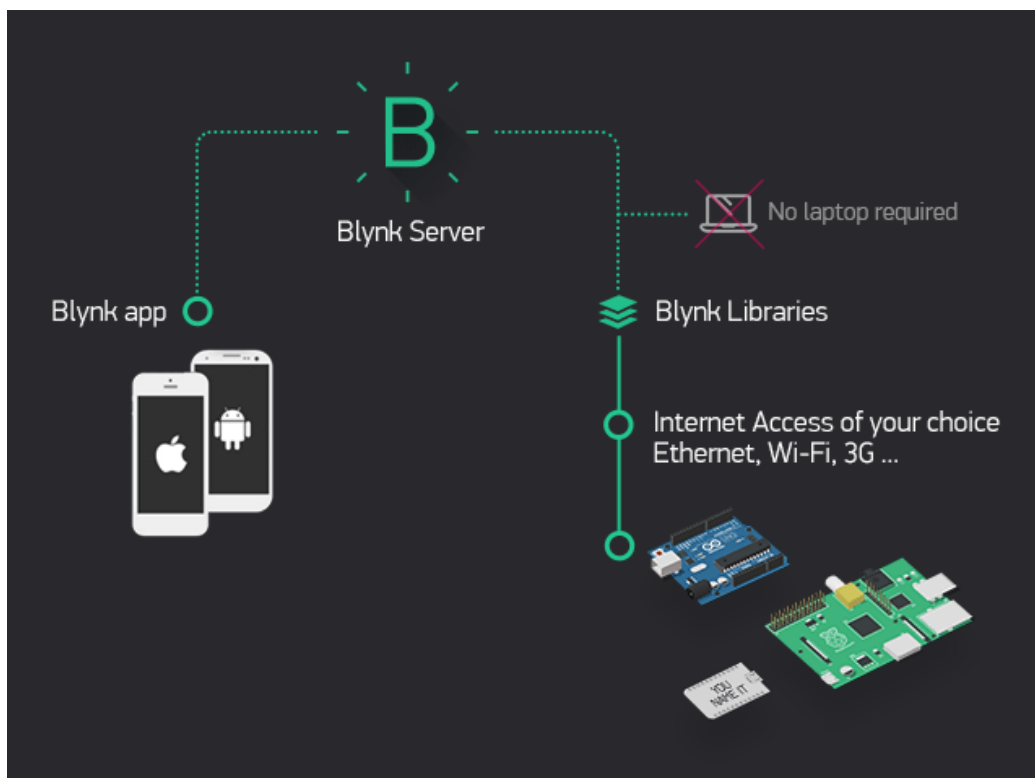 B
Blynk Server
No laptop required
Blynk app
Blynk Libraries
Internet Access of your choice
Ethernet, Wi-Fi, 3G ...
UNO
YOU
NAME IT